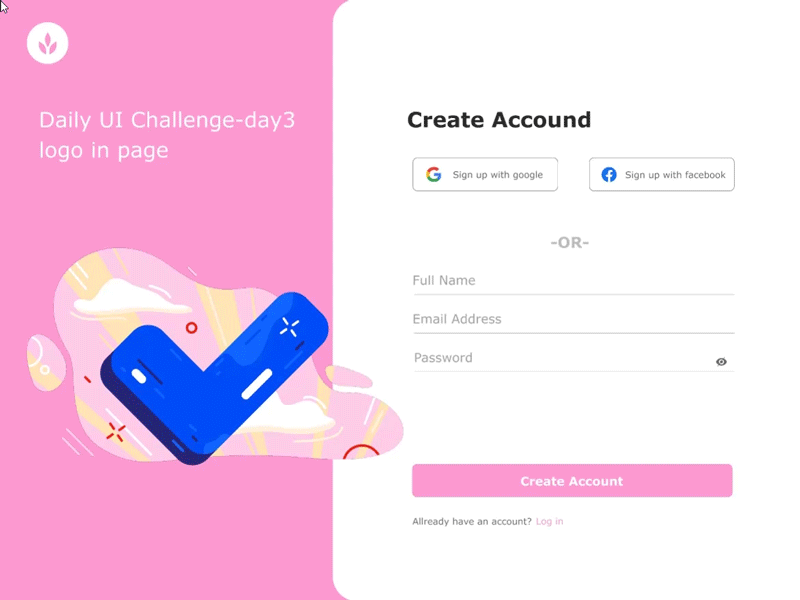 Daily UI Challenge-day3
logo in page
Create Accound
Sign up with google
Sign up with facebook
-OR-
Full Name
Email Address
Password
Create Account
Allready have an account? Log in